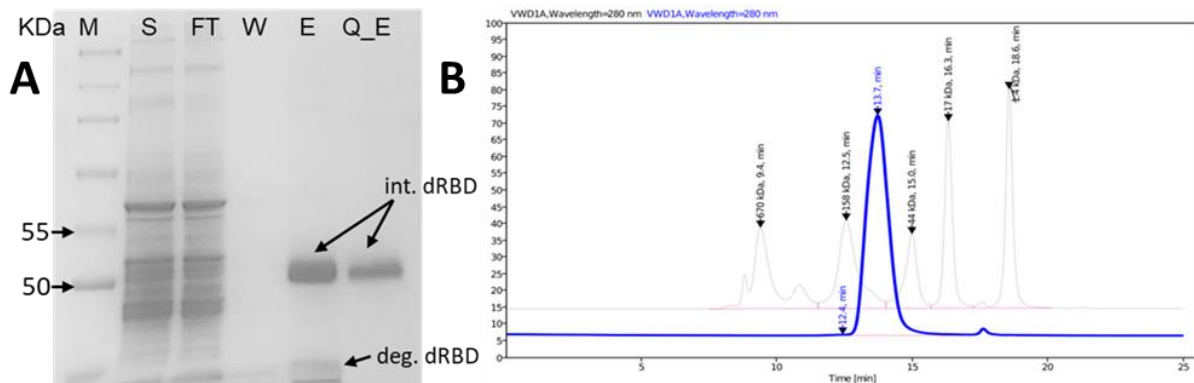 A
KDa M S FT W E Q_E
55
50
int. dRBD
deg. dRBD
B
VWD1A,Wavelength=280 nm VWD1A,Wavelength=280 nm
100
95
90
85
80
75
70
65
60
55
50
45
40
35
30
25
20
15
10
5
0
670 kDa, 9.4, min
158 kDa, 12.5, min
12.4, min
13.7, min
44 kDa, 15.0, min
17 kDa, 16.3, min
1.4 kDa, 18.6, min
5 10 15 20 25
Time [min]